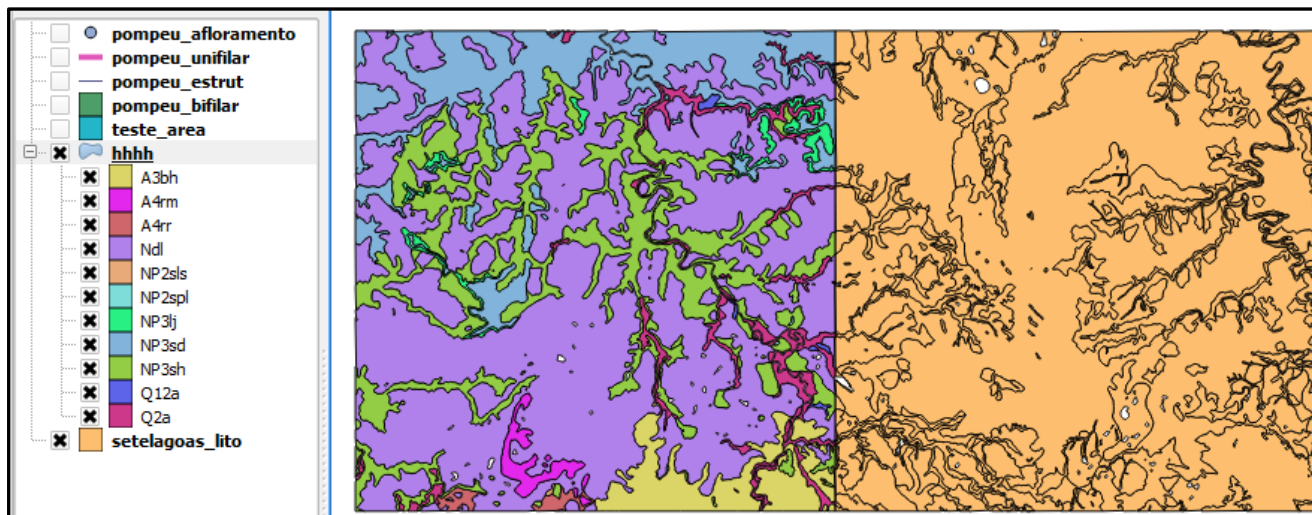 pompeu_afloramento
pompeu_unifilar
pompeu_estrut
pompeu_bifilar
teste_area
hhhh
A3bh
A4rm
A4rr
Ndl
NP2sls
NP2spl
NP3lj
NP3sd
NP3sh
Q12a
Q2a
setelagoas_lito